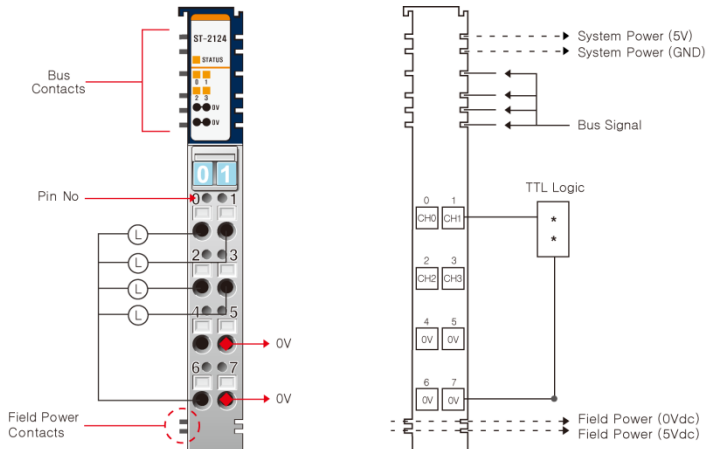 ST-2124
STATUS
0 1
2 3
0V
0V
Bus
Contacts
0 1
Pin No
0 1
L
L
2 3
L
L
4 5
0V
6 7
0V
Field Power
Contacts
System Power (5V)
System Power (GND)
Bus Signal
TTL Logic
0 1
CH0 CH1
*
*
2 3
CH2 CH3
4 5
0V 0V
6 7
0V 0V
Field Power (0Vdc)
Field Power (5Vdc)